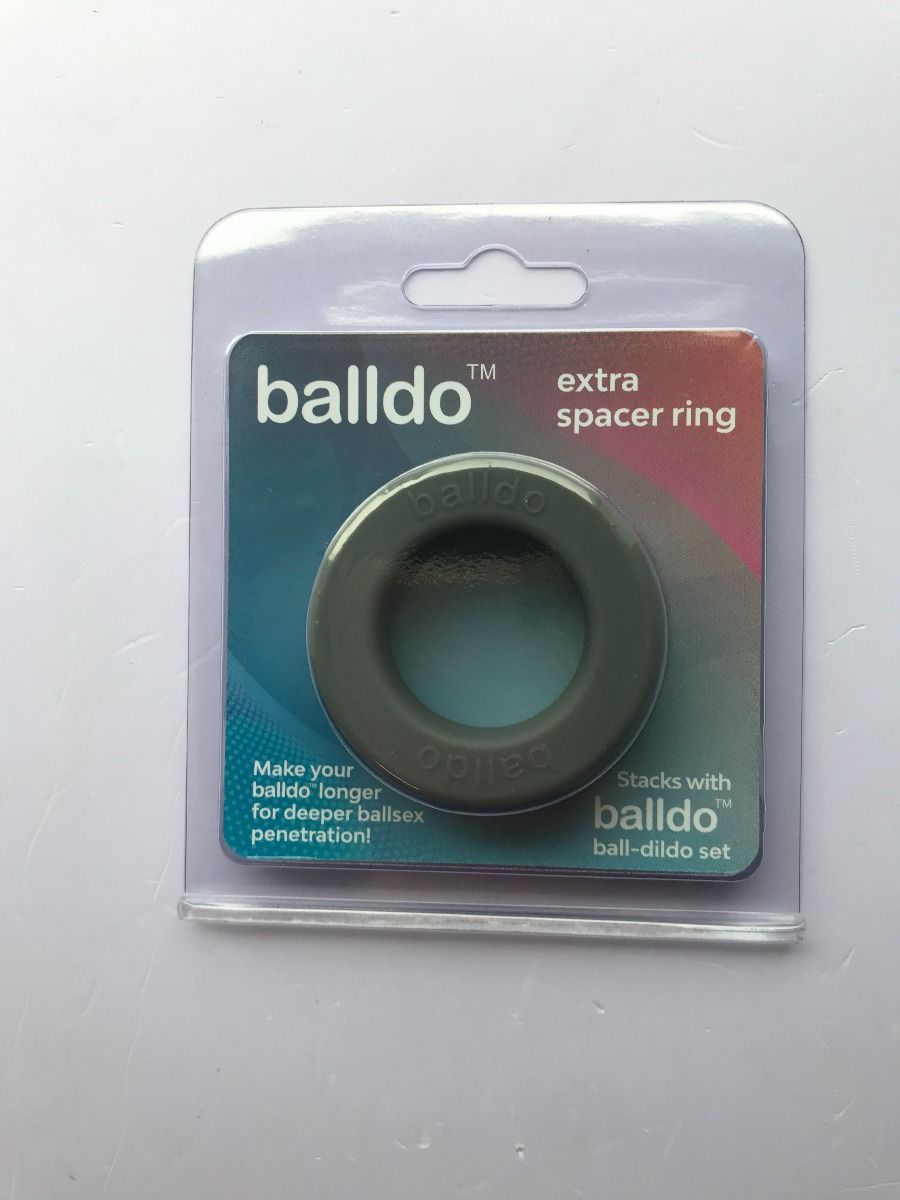 balldo™
extra
spacer ring
balldo
balldo
Make your
balldo™ longer
for deeper ballsex
penetration!
Stacks with
balldo™
ball-dildo set